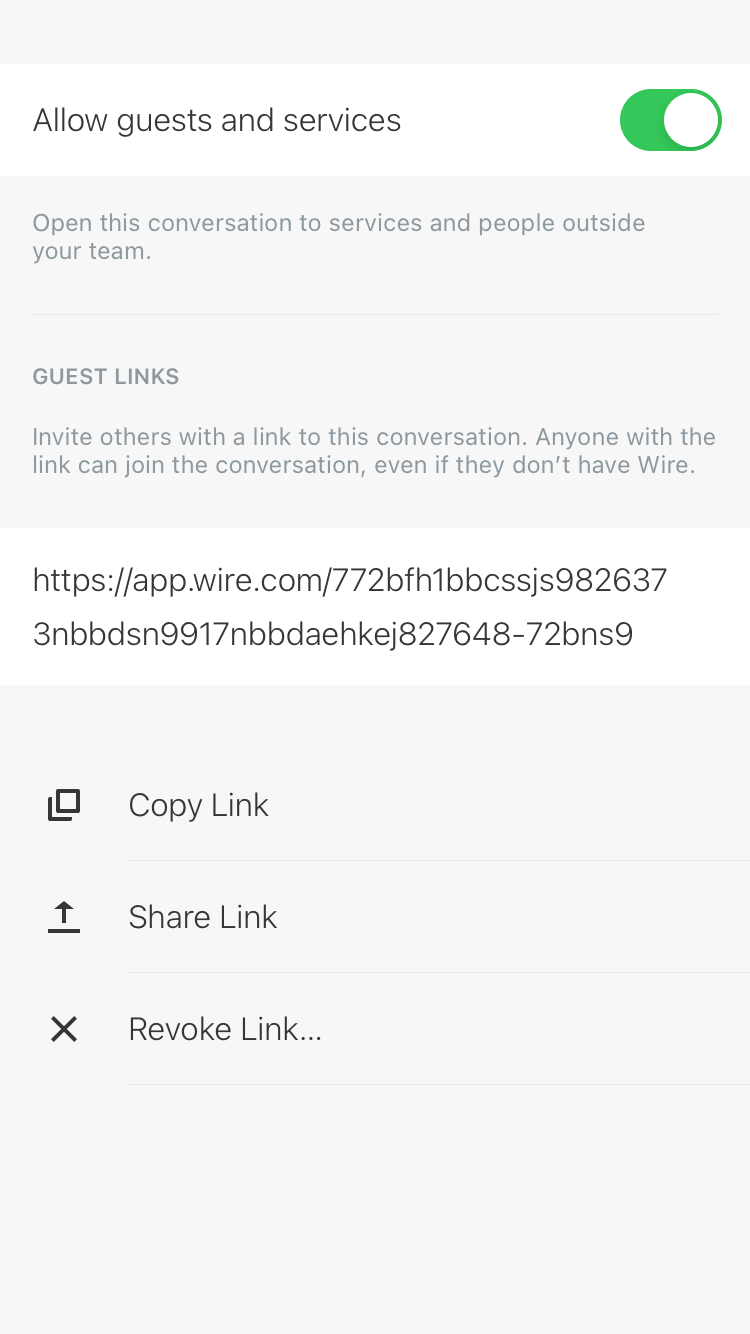 Allow guests and services
Open this conversation to services and people outside
your team.
GUEST LINKS
Invite others with a link to this conversation. Anyone with the
link can join the conversation, even if they don’t have Wire.
https://app.wire.com/772bfh1bbcssjs982637
3nbbdsn9917nbbdaehkej827648-72bns9
Copy Link
Share Link
Revoke Link...